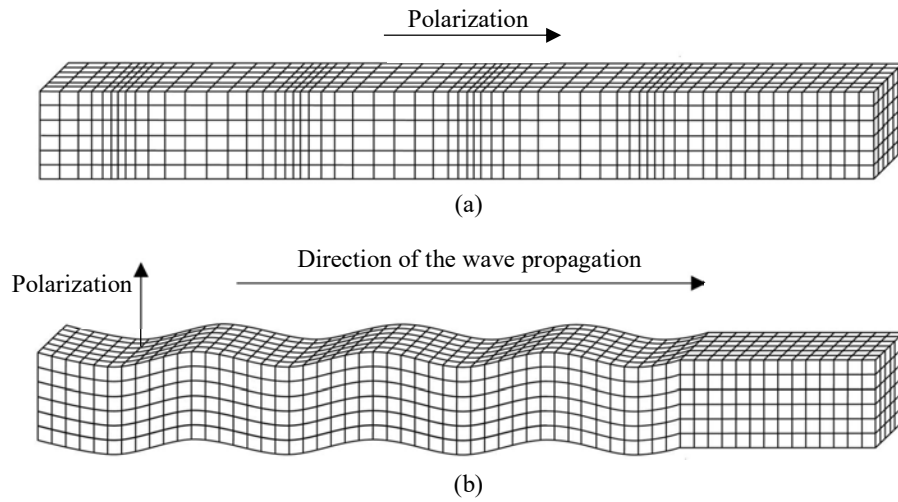 Polarization
(a)
Direction of the wave propagation
Polarization
(b)